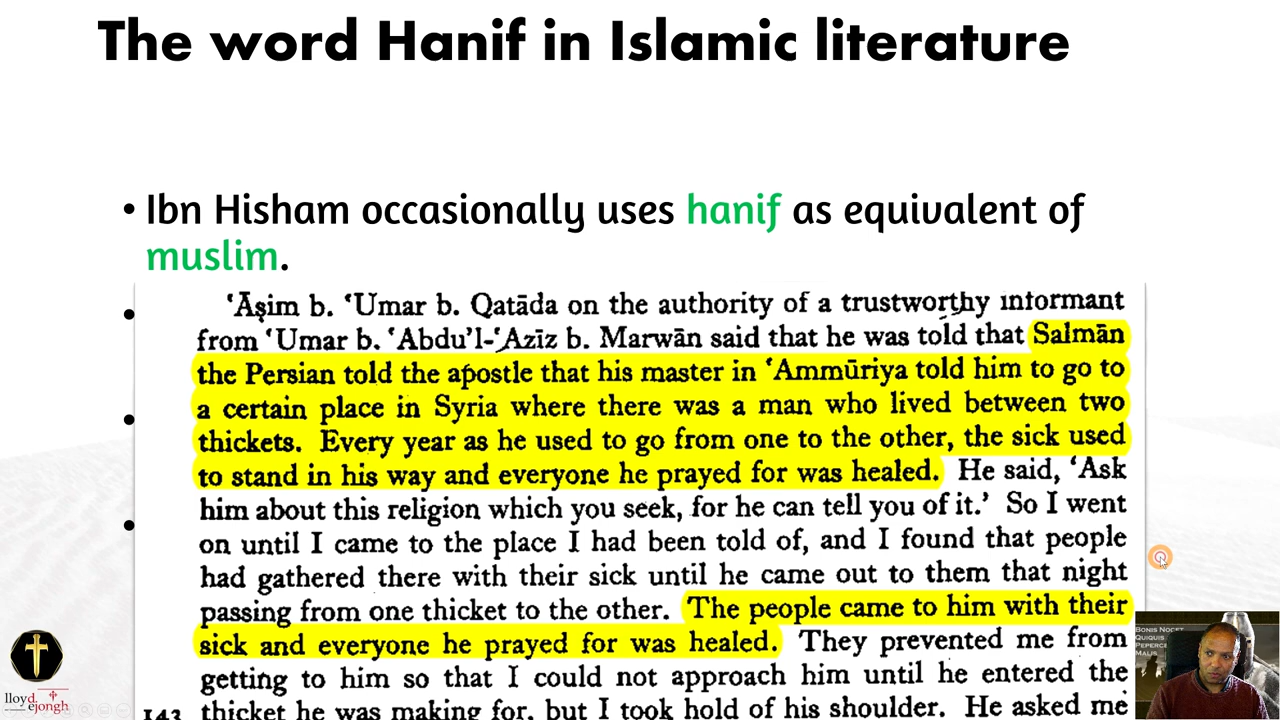 The word Hanif in Islamic literature
• Ibn Hisham occasionally uses hanif as equivalent of
muslim.
•
•
•
‘Āṣim b. ‘Umar b. Qatāda on the authority of a trustworthy informant
from ‘Umar b. ‘Abdu’l-‘Azīz b. Marwān said that he was told that Salmān
the Persian told the apostle that his master in ‘Ammūriya told him to go to
a certain place in Syria where there was a man who lived between two
thickets. Every year as he used to go from one to the other, the sick used
to stand in his way and everyone he prayed for was healed. He said, ‘Ask
him about this religion which you seek, for he can tell you of it.’ So I went
on until I came to the place I had been told of, and I found that people
had gathered there with their sick until he came out to them that night
passing from one thicket to the other. The people came to him with their
sick and everyone he prayed for was healed. They prevented me from
getting to him so that I could not approach him until he entered the
143 thicket he was making for, but I took hold of his shoulder. He asked me
BONIS NOCET
QUIQUIS
PEPERCE
MALIS
lloyd
ejongh